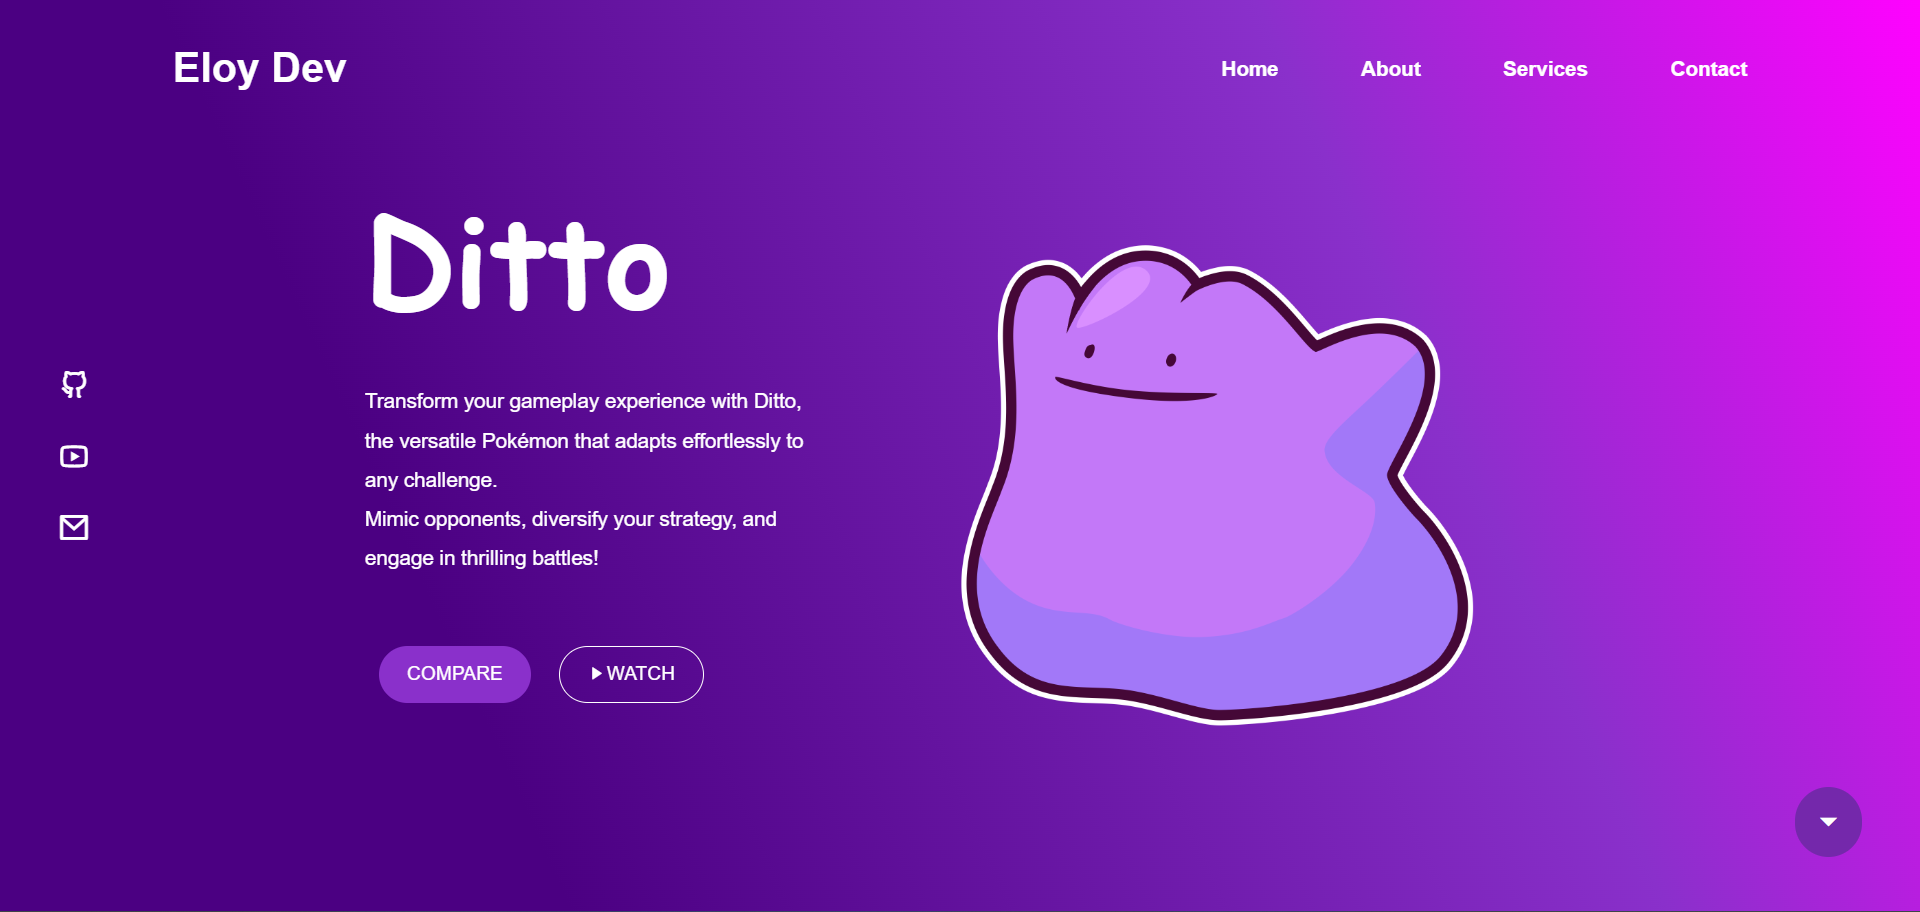 Eloy Dev
Home About Services Contact
Ditto
Transform your gameplay experience with Ditto,
the versatile Pokémon that adapts effortlessly to
any challenge.
Mimic opponents, diversify your strategy, and
engage in thrilling battles!
COMPARE WATCH